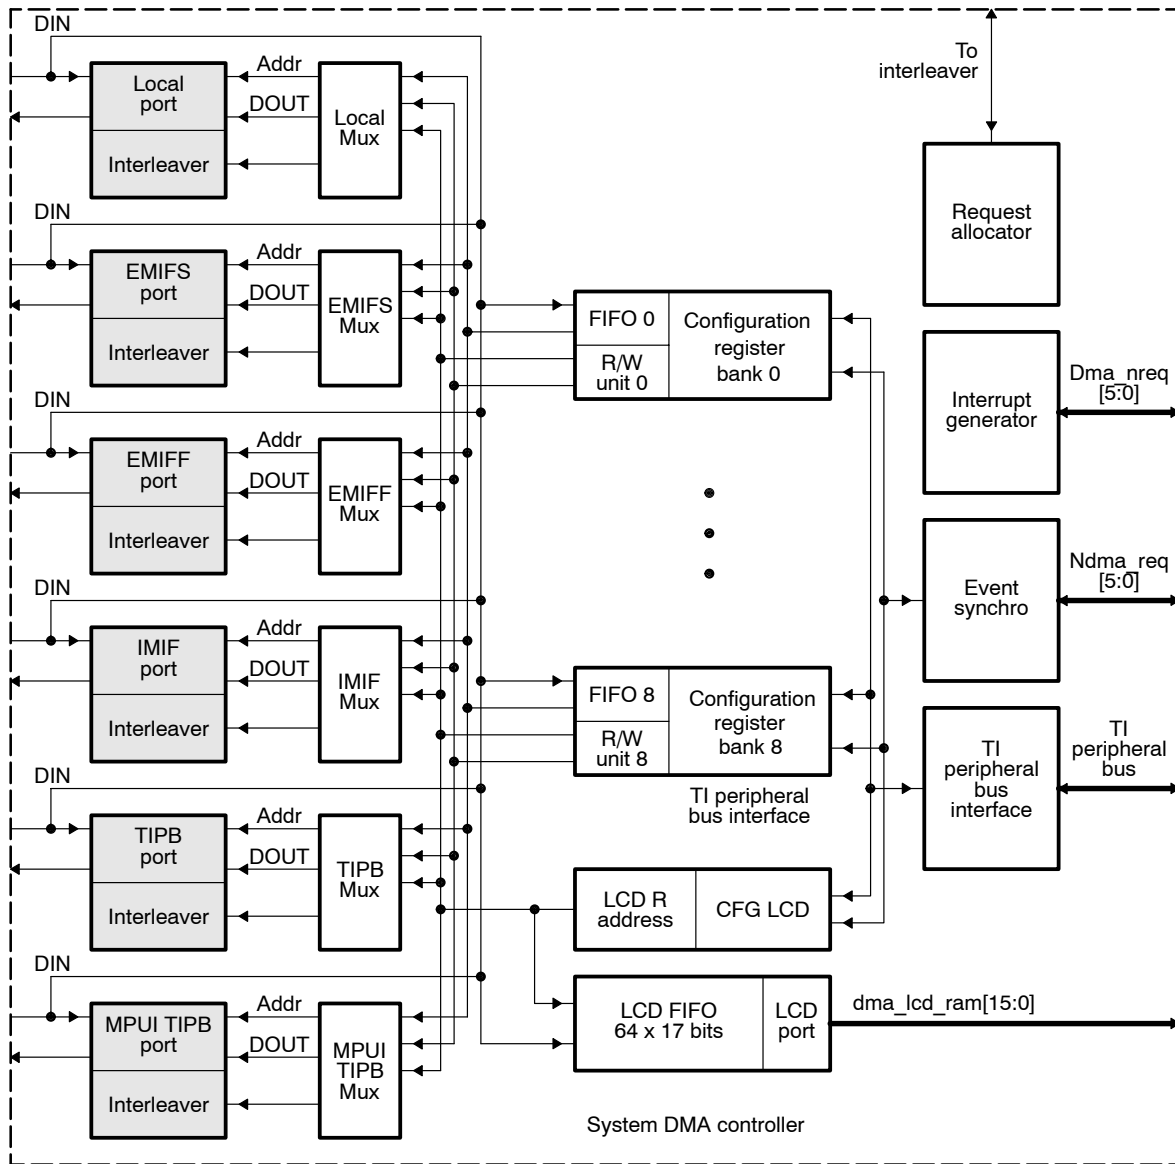 DIN
Local
port
Interleaver
Addr
DOUT
Local
Mux
DIN
EMIFS
port
Interleaver
Addr
DOUT
EMIFS
Mux
DIN
EMIFF
port
Interleaver
Addr
DOUT
EMIFF
Mux
DIN
IMIF
port
Interleaver
Addr
DOUT
IMIF
Mux
DIN
TIPB
port
Interleaver
Addr
DOUT
TIPB
Mux
DIN
MPUI TIPB
port
Interleaver
Addr
DOUT
MPUI
TIPB
Mux
FIFO 0
R/W
unit 0
Configuration
register
bank 0
FIFO 8
R/W
unit 8
Configuration
register
bank 8
TI peripheral
bus interface
LCD R
address
CFG LCD
LCD FIFO
64 x 17 bits
LCD
port
dma_lcd_ram[15:0]
To
interleaver
Request
allocator
Interrupt
generator
Dma_nreq
[5:0]
Event
synchro
Ndma_req
[5:0]
TI
peripheral
bus
interface
TI
peripheral
bus
System DMA controller